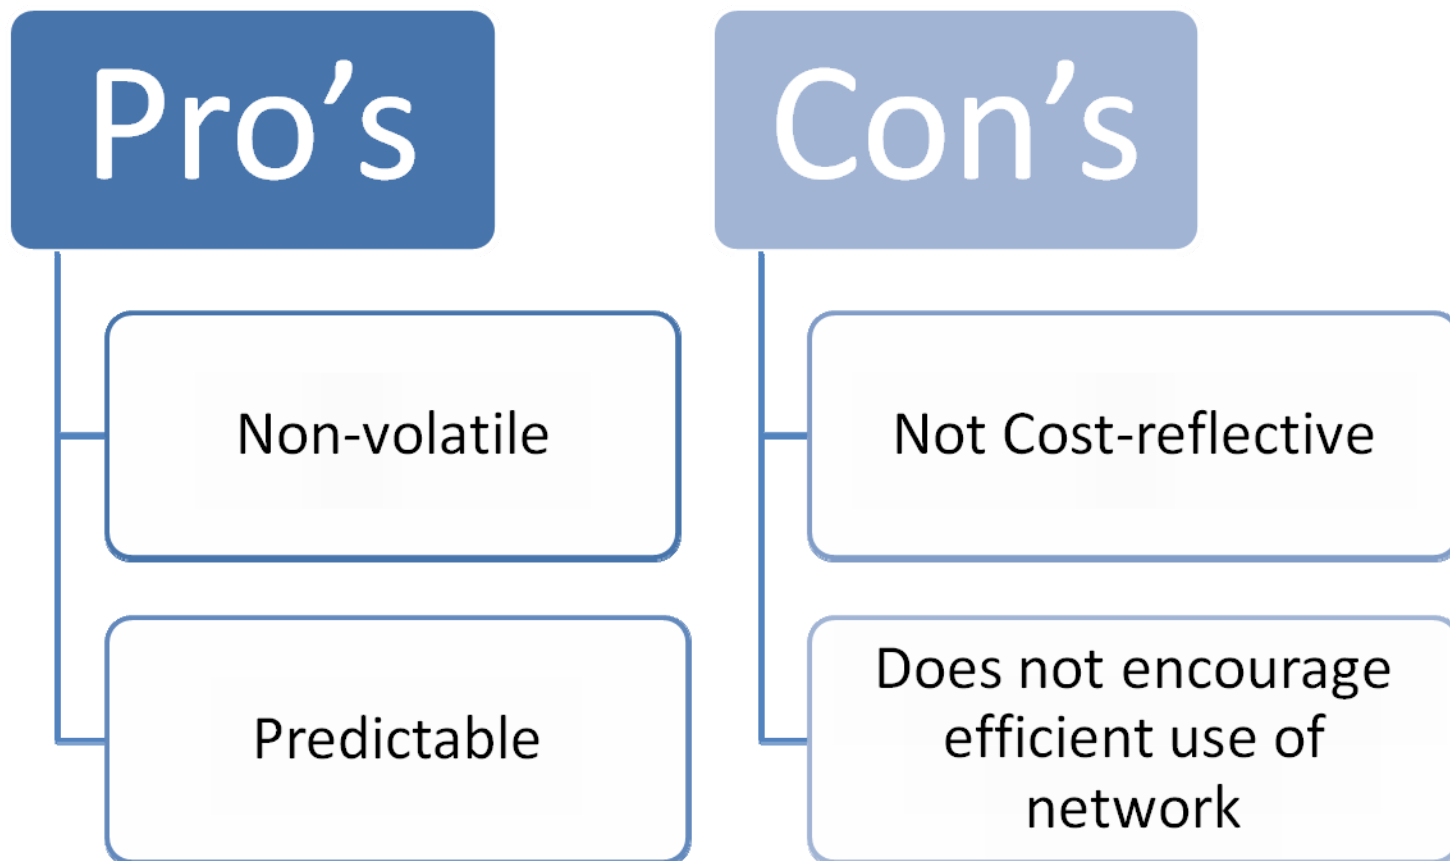 Pro’s
Non-volatile
Predictable
Con’s
Not Cost-reflective
Does not encourage
efficient use of
network